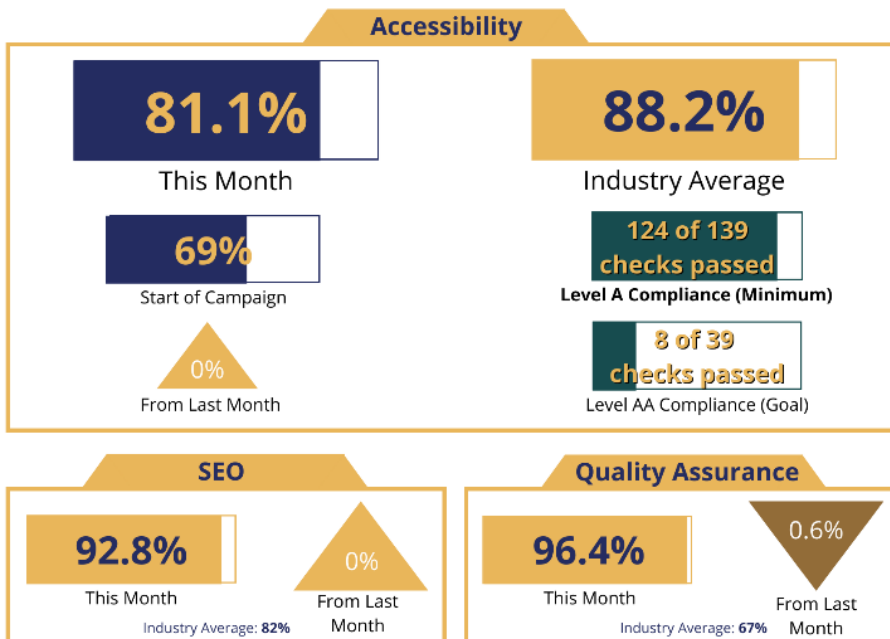 Accessibility
81.1%
This Month
69%
Start of Campaign
0%
From Last Month
88.2%
Industry Average
124 of 139
checks passed
Level A Compliance (Minimum)
8 of 39
checks passed
Level AA Compliance (Goal)
SEO
92.8%
This Month
0%
From Last
Month
Industry Average: 82%
Quality Assurance
96.4%
This Month
0.6%
From Last
Month
Industry Average: 67%